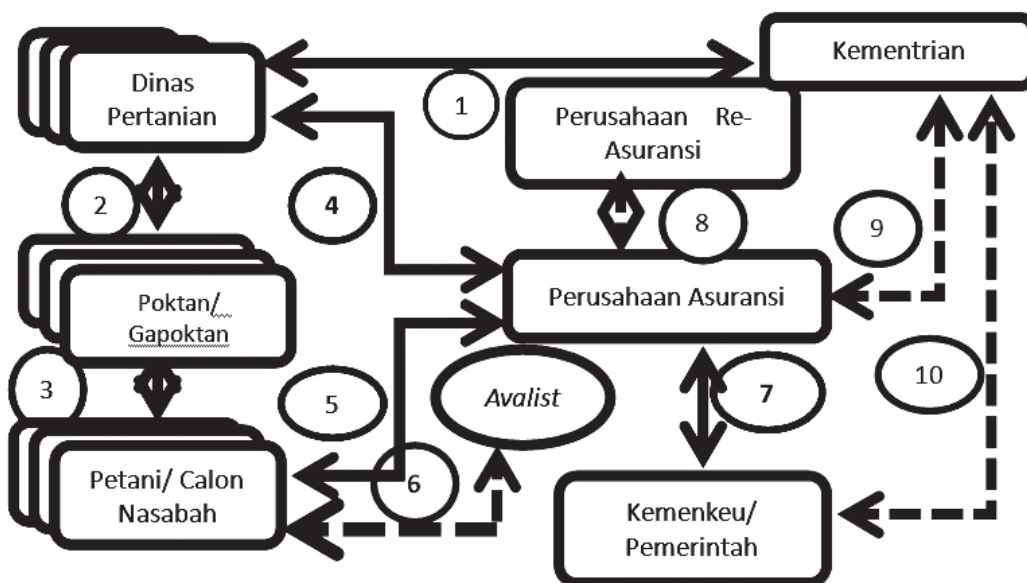 Kementrian
Dinas
Pertanian
1
Perusahaan Re-
Asuransi
2
4
8
9
Perusahaan Asuransi
Poktan/
Gapoktan
3
5
Avalist
7
10
6
Petani/ Calon
Nasabah
Kemenkeu/
Pemerintah